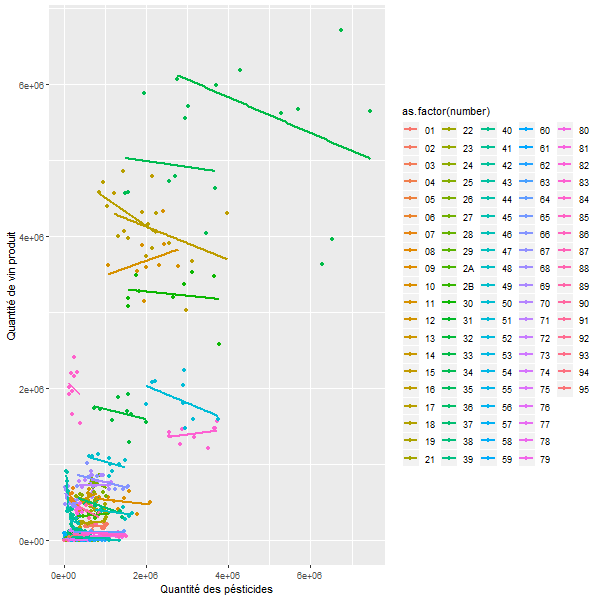 6e+06
4e+06
2e+06
0e+00
Quantité de vin produit
0e+00 2e+06 4e+06 6e+06
Quantité des pésticides
as.factor(number)
01 22 40 60 80
02 23 41 61 81
03 24 42 62 82
04 25 43 63 83
05 26 44 64 84
06 27 45 65 85
07 28 46 66 86
08 29 47 67 87
09 2A 48 68 88
10 2B 49 69 89
11 30 50 70 90
12 31 51 71 91
13 32 52 72 92
14 33 53 73 93
15 34 54 74 94
16 35 55 75 95
17 36 56 76
18 37 57 77
19 38 58 78
21 39 59 79